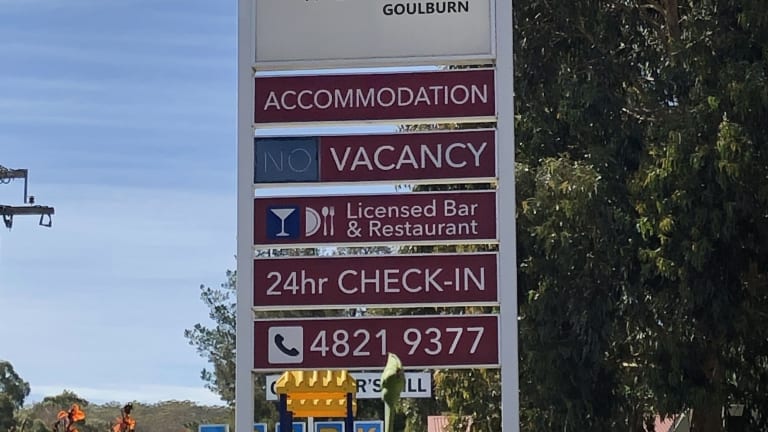 GOULBURN
ACCOMMODATION
NO VACANCY
Licensed Bar
& Restaurant
24hr CHECK-IN
4821 9377